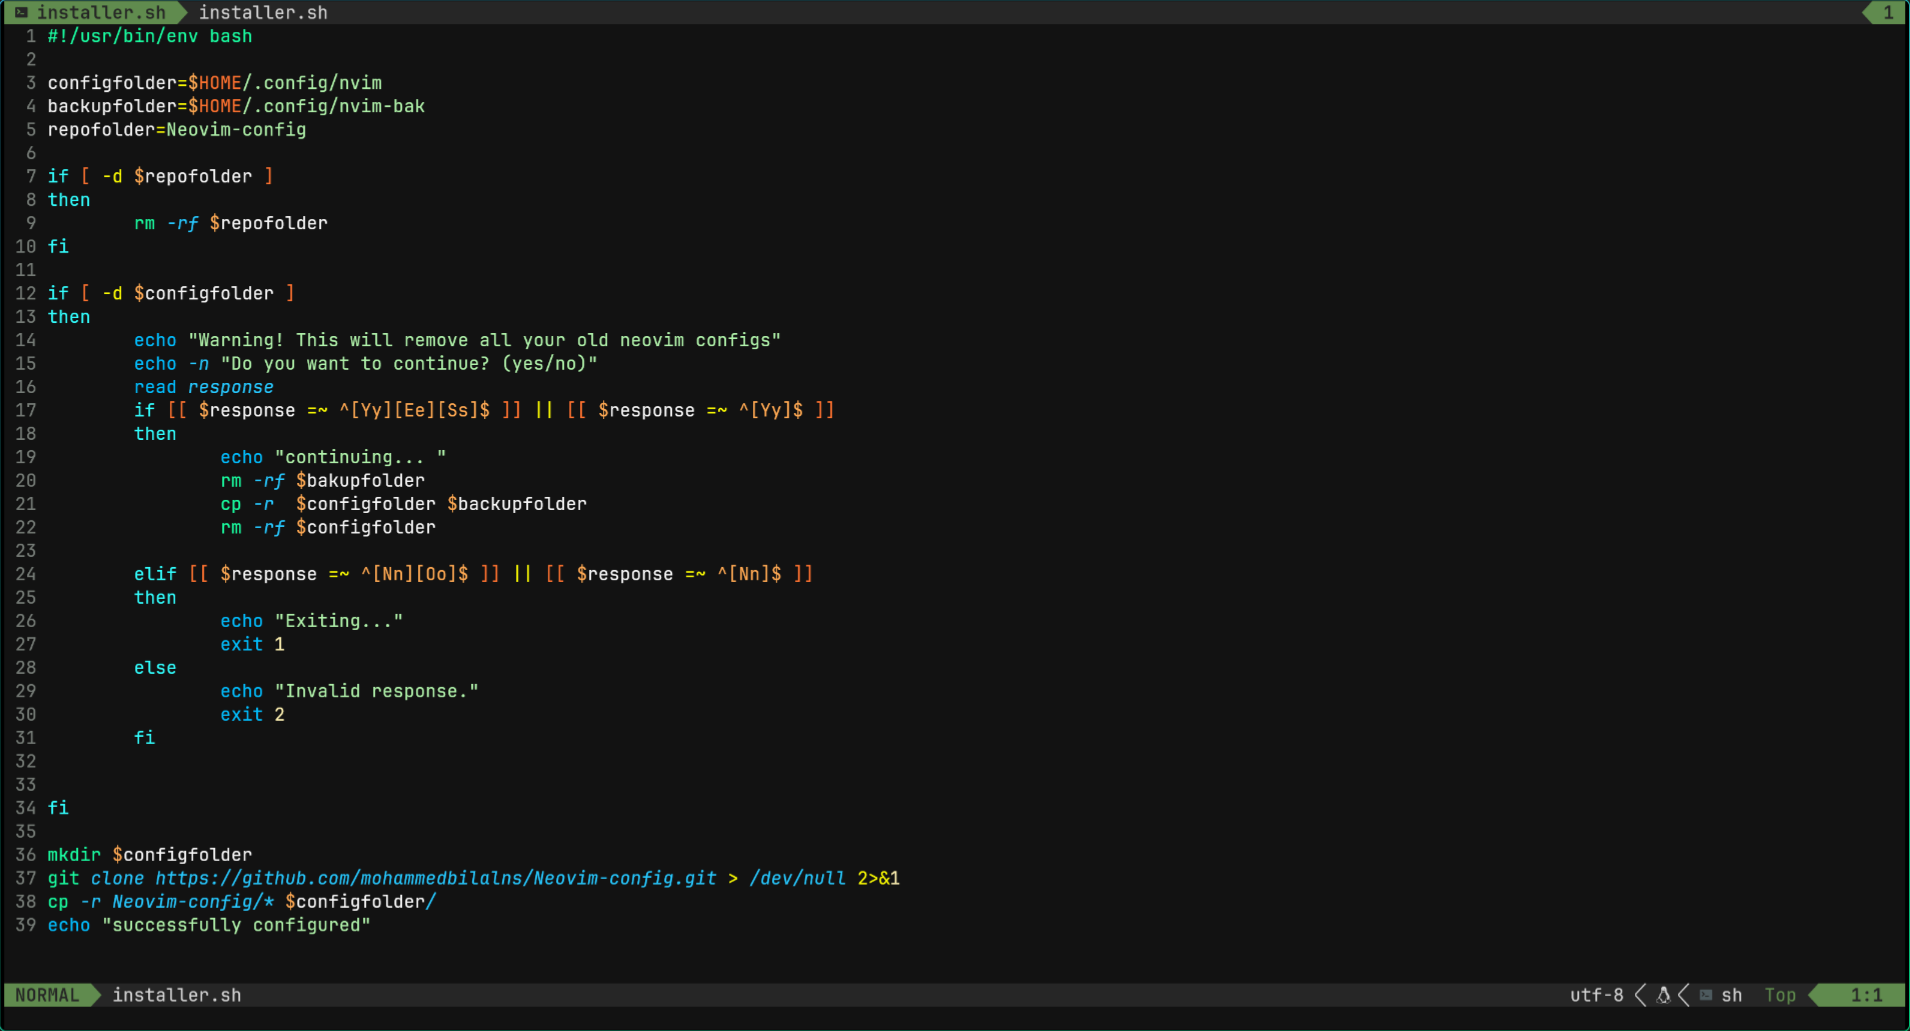 installer.sh installer.sh 1
1 #!/usr/bin/env bash
2
3 configfolder=$HOME/.config/nvim
4 backupfolder=$HOME/.config/nvim-bak
5 repofolder=Neovim-config
6
7 if [ -d $repofolder ]
8 then
9         rm -rf $repofolder
10 fi
11
12 if [ -d $configfolder ]
13 then
14         echo "Warning! This will remove all your old neovim configs"
15         echo -n "Do you want to continue? (yes/no)"
16         read response
17         if [[ $response =~ ^[Yy][Ee][Ss]$ ]] || [[ $response =~ ^[Yy]$ ]]
18         then
19                 echo "continuing... "
20                 rm -rf $bakupfolder
21                 cp -r  $configfolder $backupfolder
22                 rm -rf $configfolder
23
24         elif [[ $response =~ ^[Nn][Oo]$ ]] || [[ $response =~ ^[Nn]$ ]]
25         then
26                 echo "Exiting..."
27                 exit 1
28         else
29                 echo "Invalid response."
30                 exit 2
31         fi
32
33
34 fi
35
36 mkdir $configfolder
37 git clone https://github.com/mohammedbilalns/Neovim-config.git > /dev/null 2>&1
38 cp -r Neovim-config/* $configfolder/
39 echo "successfully configured"
NORMAL installer.sh utf-8 sh Top 1:1